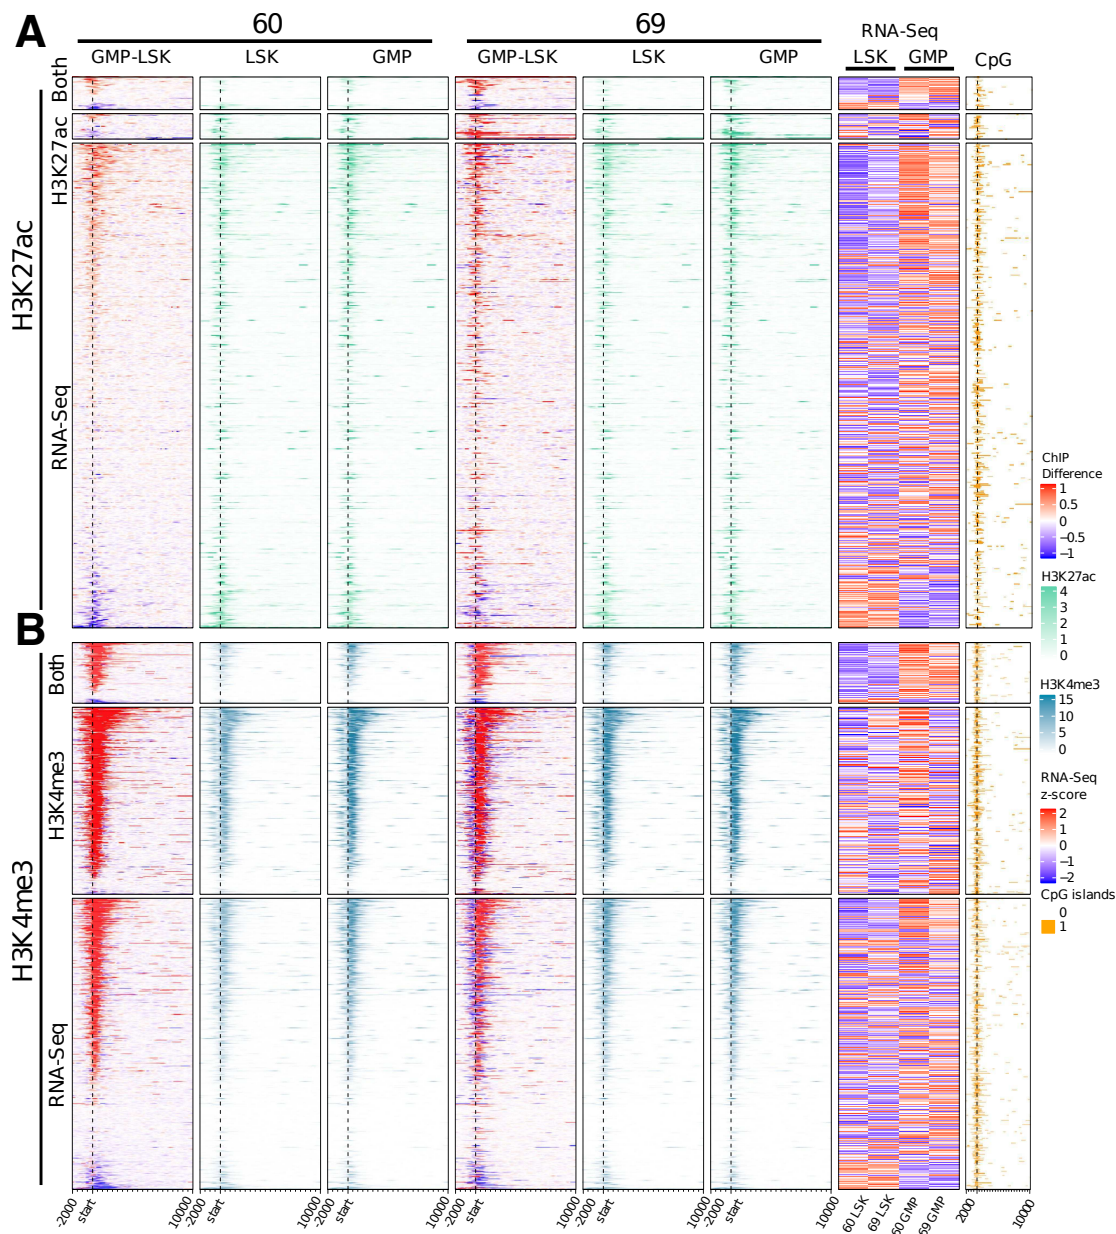 A
60
69
RNA-Seq
GMP-LSK
LSK
GMP
GMP-LSK
LSK
GMP
LSK
GMP
CpG
H3K27ac
Both
H3K27ac
RNA-Seq
ChIP
Difference
1
0.5
0
−0.5
−1
H3K27ac
4
3
2
1
0
B
H3K4me3
Both
H3K4me3
RNA-Seq
H3K4me3
15
10
5
0
RNA-Seq
z-score
2
1
0
−1
−2
CpG islands
0
1
-2000
start
10000
-2000
start
10000
-2000
start
10000
-2000
start
10000
-2000
start
10000
-2000
start
10000
60 LSK
69 LSK
60 GMP
69 GMP
2000
10000